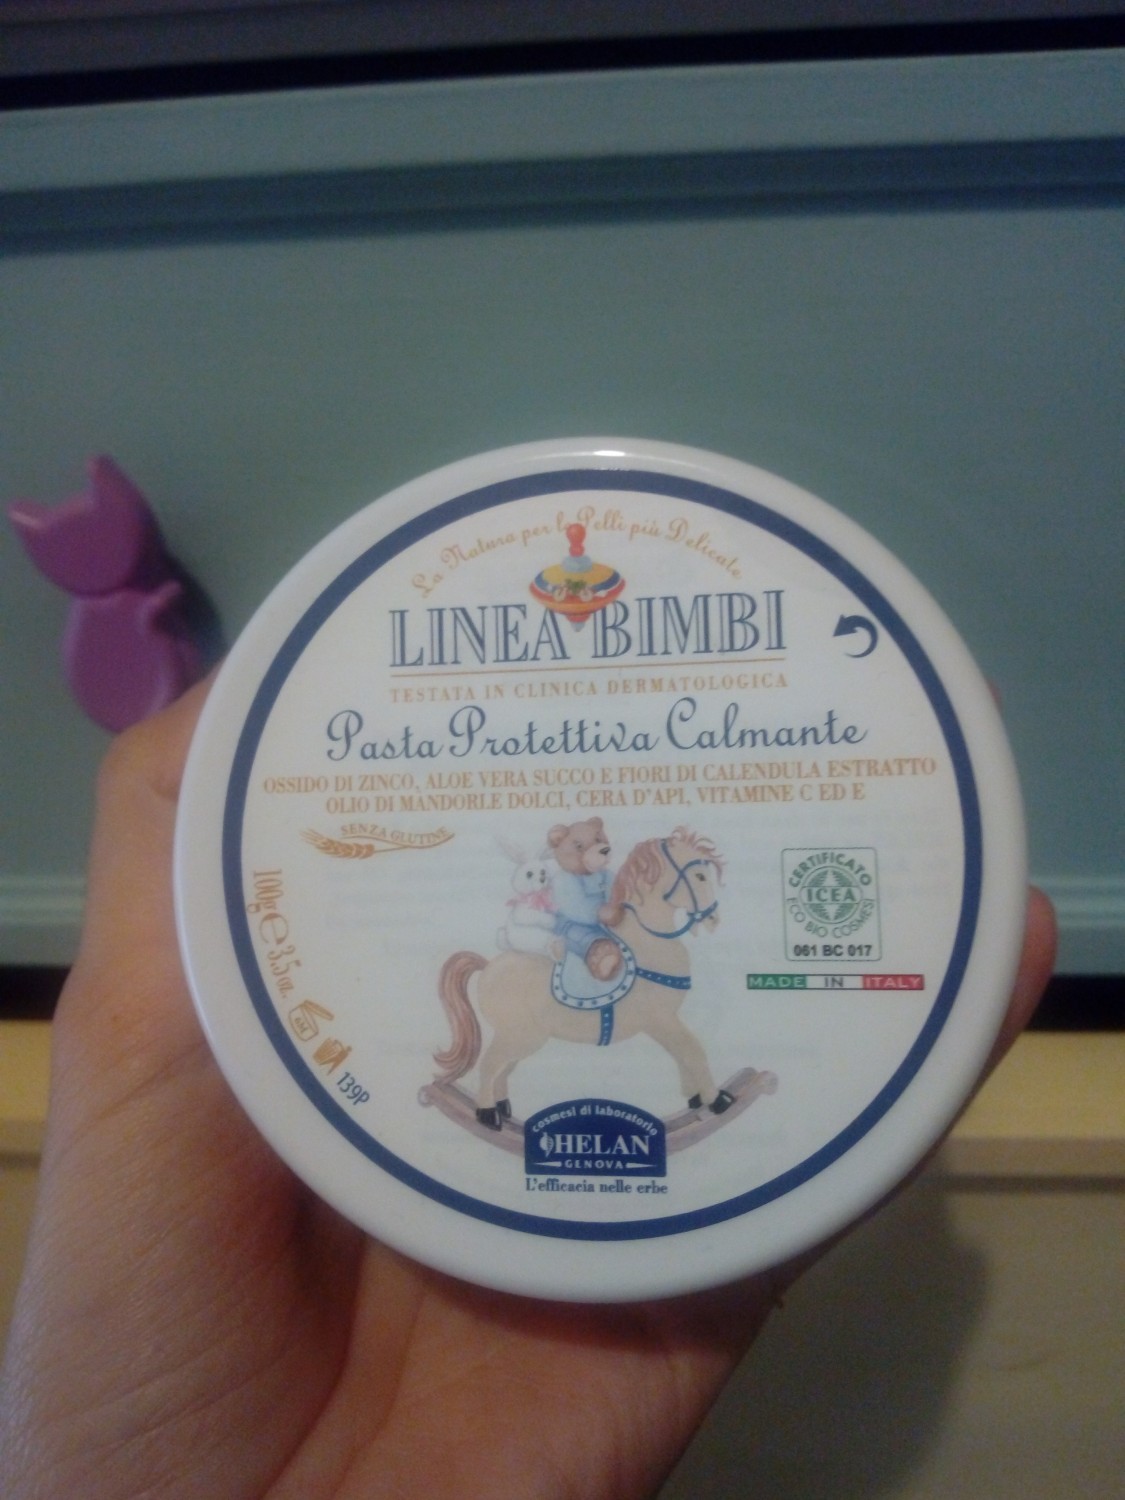 La Natura per le Pelli più Delicate
LINEA BIMBI
TESTATA IN CLINICA DERMATOLOGICA
Pasta Protettiva Calmante
OSSIDO DI ZINCO, ALOE VERA SUCCO E FIORI DI CALENDULA ESTRATTO
OLIO DI MANDORLE DOLCI, CERA D'API, VITAMINE C ED E
SENZA GLUTINE
CERTIFICATO
ICEA
ECO BIO COSMESI
061 BC 017
MADE IN ITALY
100g e 3.5oz.
139P
cosmesi di laboratorio
HELAN
GENOVA
L'efficacia nelle erbe